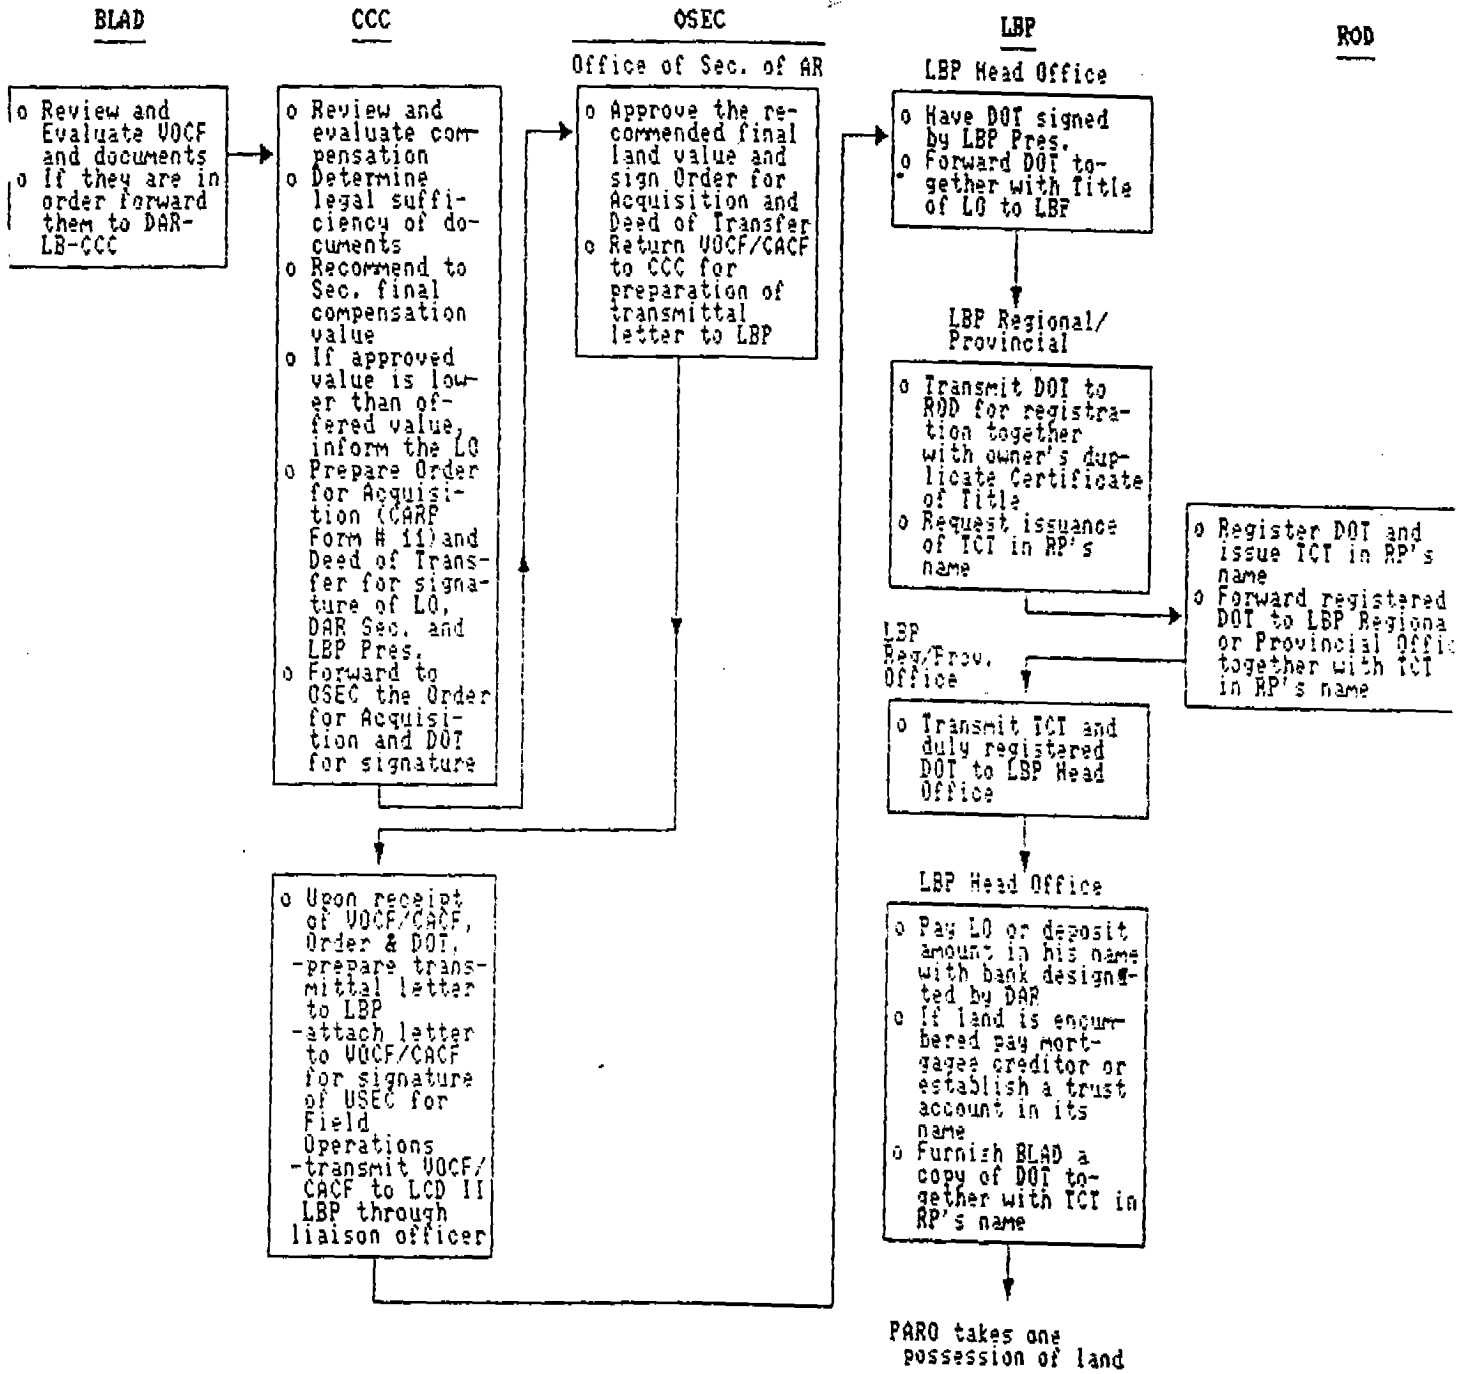 BLAD
CCC
OSEC
LBP
ROD
o Review and
Evaluate VOCF
and documents
o If they are in
order forward
them to DAR-
LB-CCC
o Review and
evaluate com-
pensation
o Determine
legal suffi-
ciency of do-
cuments
o Recommend to
Sec. final
compensation
value
o If approved
value is low-
er than of-
fered value,
inform the LO
o Prepare Order
for Acquisi-
tion (CARP
Form # 11) and
Deed of Trans-
fer for signa-
ture of LO,
DAR Sec. and
LBP Pres.
o Forward to
OSEC the Order
for Acquisi-
tion and DOT
for signature
o Upon receipt
of VOCF/CACF,
Order & DOT,
-prepare trans-
mittal letter
to LBP
-attach letter
to VOCF/CACF
for signature
of USEC for
Field
Operations
-transmit VOCF/
CACF to LCD II
LBP through
liaison officer
Office of Sec. of AR
o Approve the re-
commended final
land value and
sign Order for
Acquisition and
Deed of Transfer
o Return VOCF/CACF
to CCC for
preparation of
transmittal
letter to LBP
LBP Head Office
o Have DOT signed
by LBP Pres.
o Forward DOT to-
gether with Title
of LO to LBP
LBP Regional/
Provincial
o Transmit DOT to
ROD for registra-
tion together
with owner's dup-
licate Certificate
of Title
o Request issuance
of TCT in RP's
name
o Register DOT and
issue TCT in RP's
name
o Forward registered
DOT to LBP Regiona
or Provincial Offic
together with TCT
in RP's name
LBP
Reg/Prov.
Office
o Transmit TCT and
duly registered
DOT to LBP Head
Office
LBP Head Office
o Pay LO or deposit
amount in his name
with bank designa-
ted by DAR
o If land is encum-
bered pay mort-
gagee creditor or
establish a trust
account in its
name
o Furnish BLAD a
copy of DOT to-
gether with TCT in
RP's name
PARO takes one
possession of land